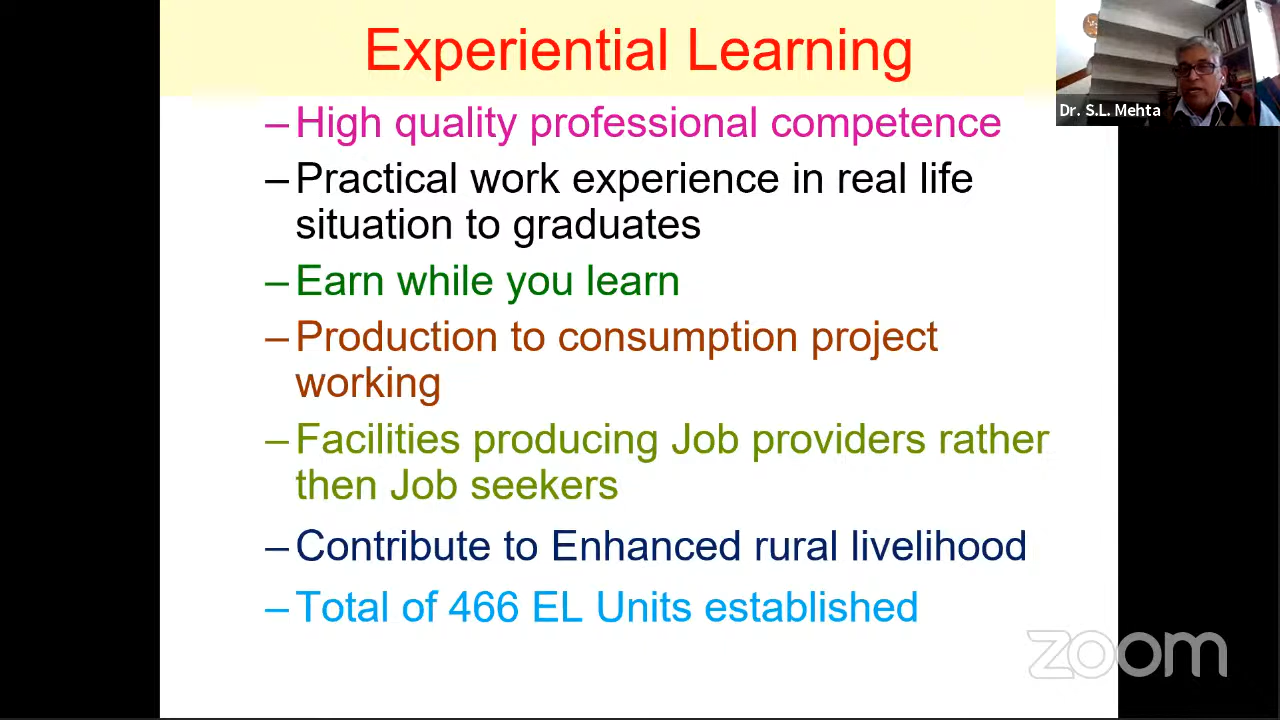 Experiential Learning
–High quality professional competence
–Practical work experience in real life
situation to graduates
–Earn while you learn
–Production to consumption project
working
–Facilities producing Job providers rather
then Job seekers
–Contribute to Enhanced rural livelihood
–Total of 466 EL Units established
Dr. S.L. Mehta
zoom